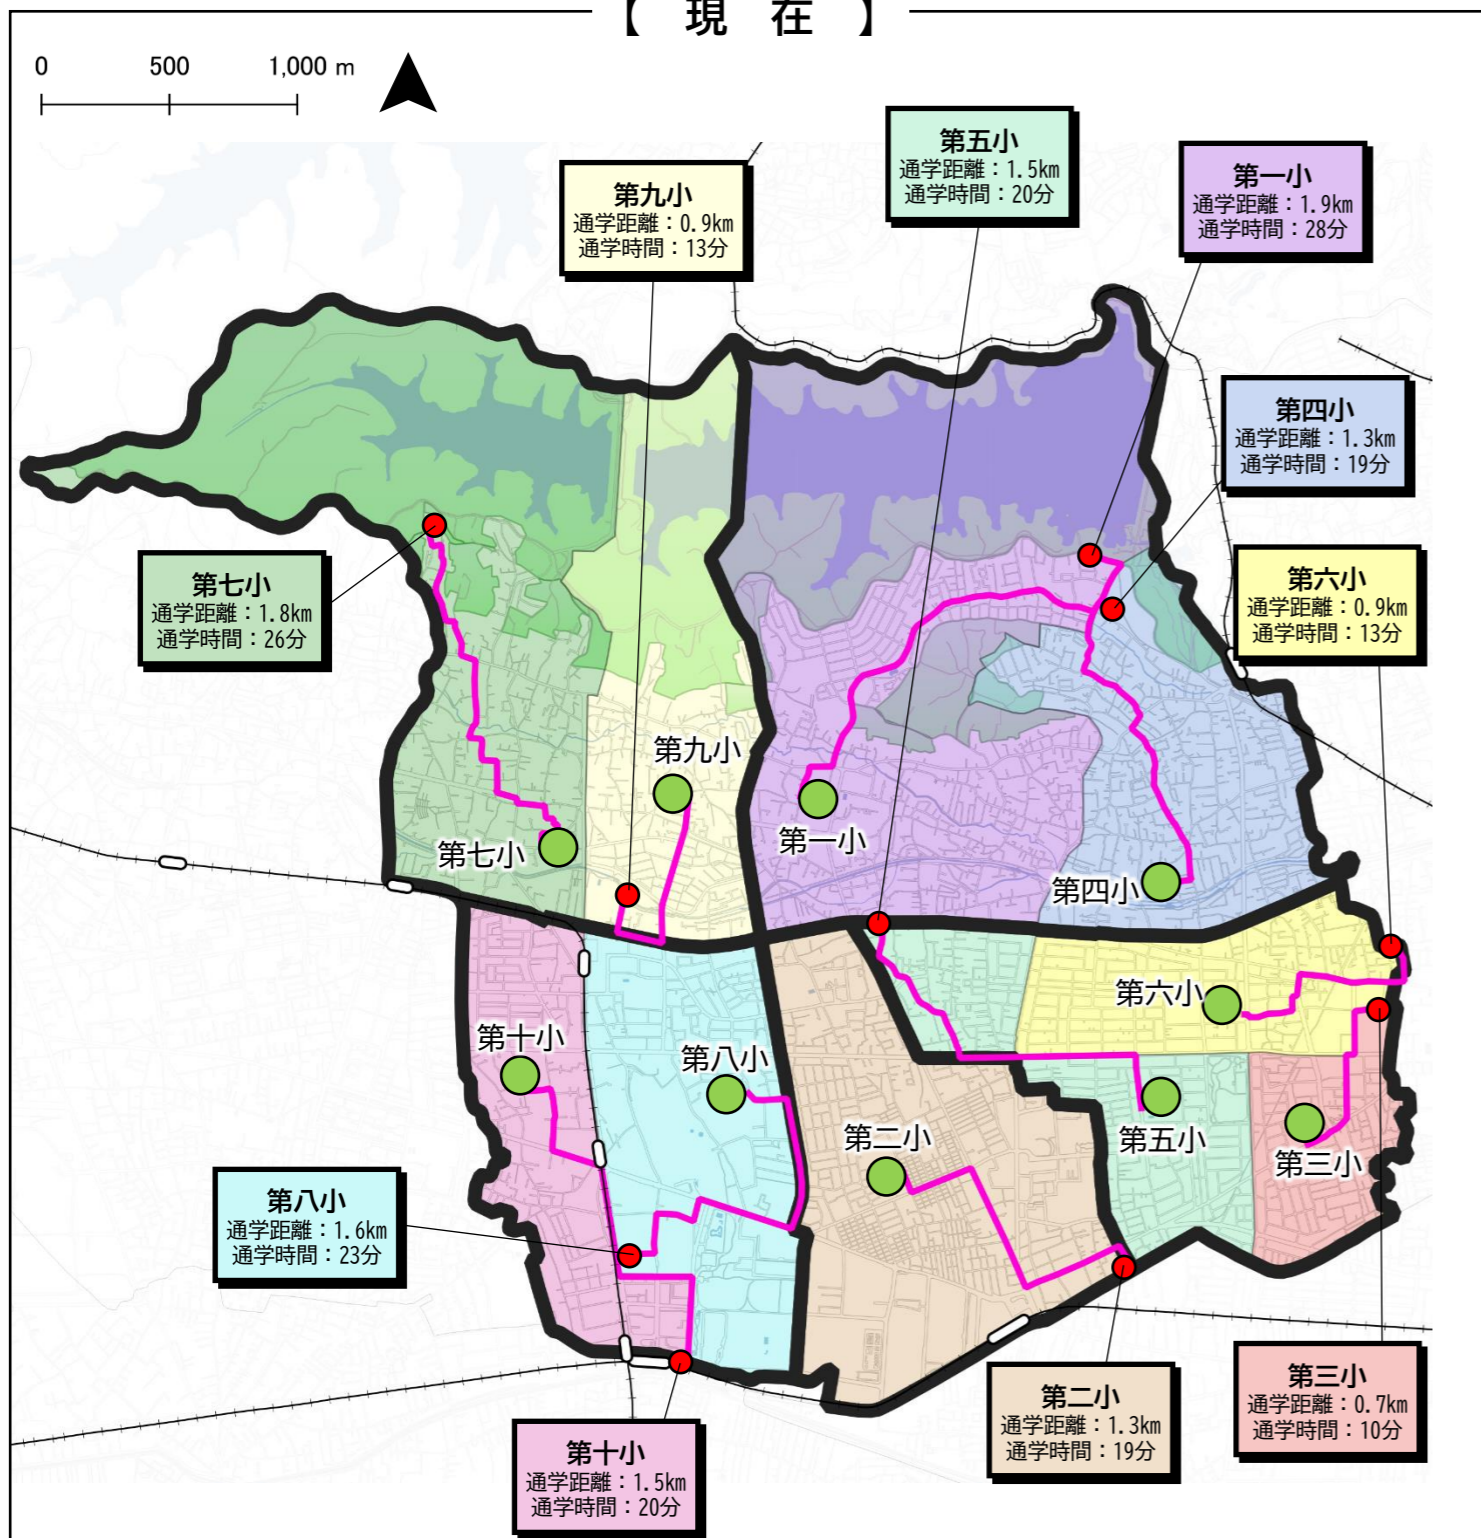 【 現 在 】
0 500 1,000 m
第五小
通学距離：1.5km
通学時間：20分
第一小
通学距離：1.9km
通学時間：28分
第九小
通学距離：0.9km
通学時間：13分
第四小
通学距離：1.3km
通学時間：19分
第七小
通学距離：1.8km
通学時間：26分
第六小
通学距離：0.9km
通学時間：13分
第九小
第一小
第七小
第四小
第六小
第十小
第八小
第二小
第五小
第三小
第八小
通学距離：1.6km
通学時間：23分
第三小
通学距離：0.7km
通学時間：10分
第二小
通学距離：1.3km
通学時間：19分
第十小
通学距離：1.5km
通学時間：20分